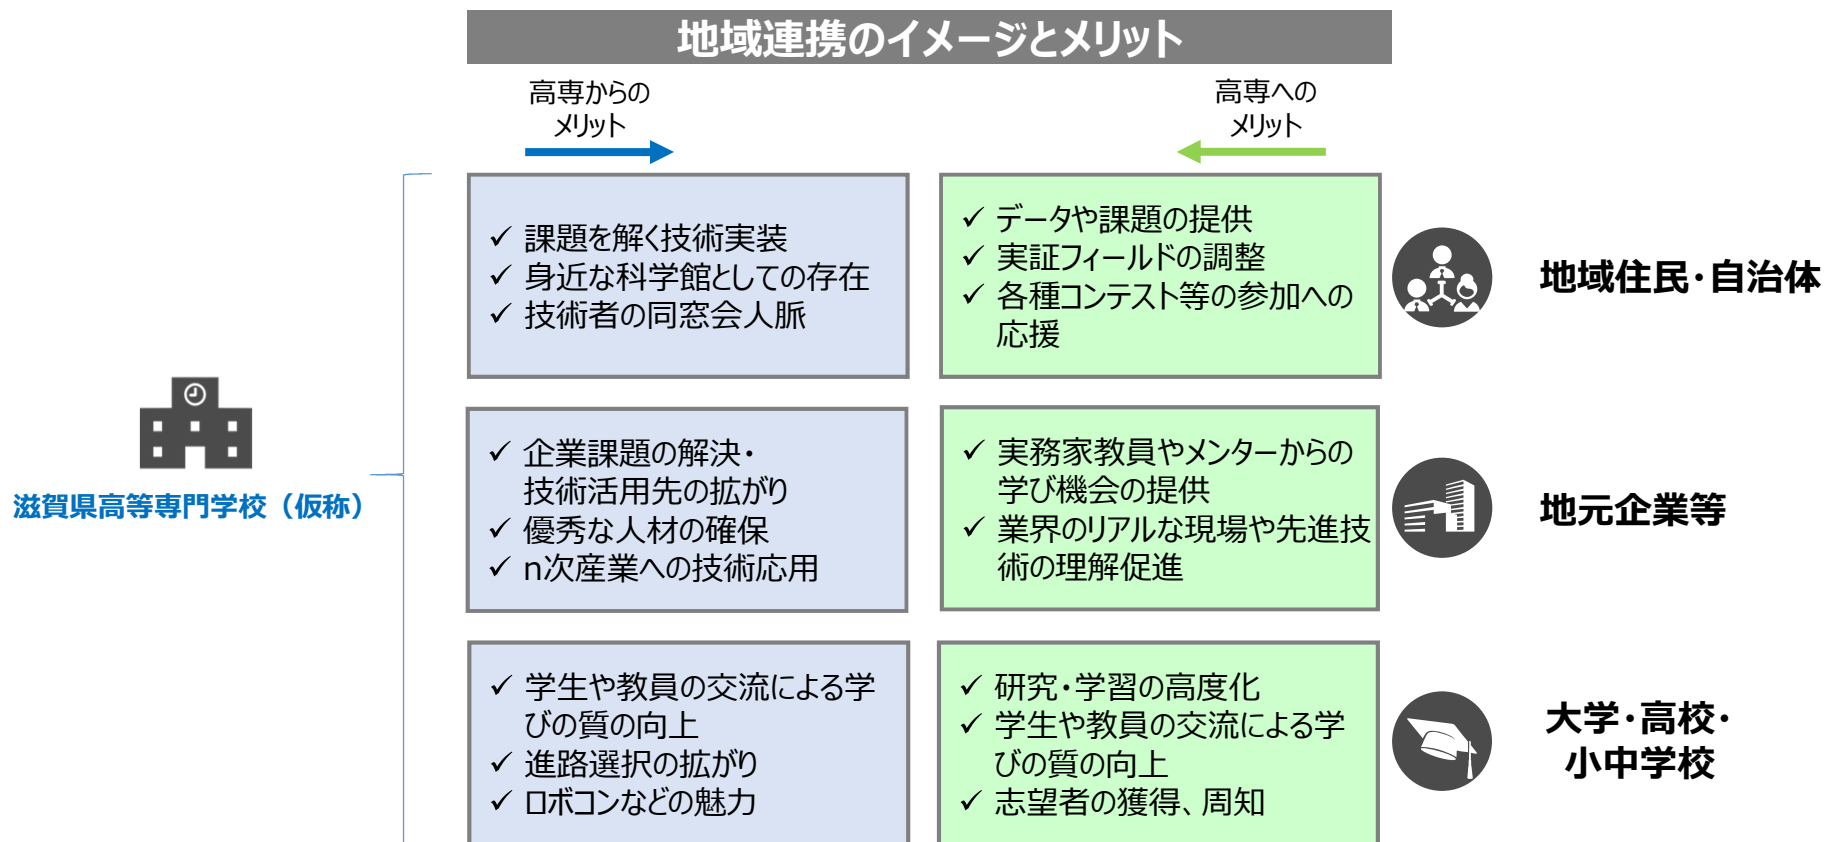 地域連携のイメージとメリット
高専からの
メリット
高専への
メリット
✓ 課題を解く技術実装
✓ 身近な科学館としての存在
✓ 技術者の同窓会人脈
✓ データや課題の提供
✓ 実証フィールドの調整
✓ 各種コンテスト等の参加への
応援
地域住民・自治体
滋賀県高等専門学校（仮称）
✓ 企業課題の解決・
技術活用先の拡がり
✓ 優秀な人材の確保
✓ n次産業への技術応用
✓ 実務家教員やメンターからの
学び機会の提供
✓ 業界のリアルな現場や先進技
術の理解促進
地元企業等
✓ 学生や教員の交流による学
びの質の向上
✓ 進路選択の拡がり
✓ ロボコンなどの魅力
✓ 研究・学習の高度化
✓ 学生や教員の交流による学
びの質の向上
✓ 志望者の獲得、周知
大学・高校・
小中学校